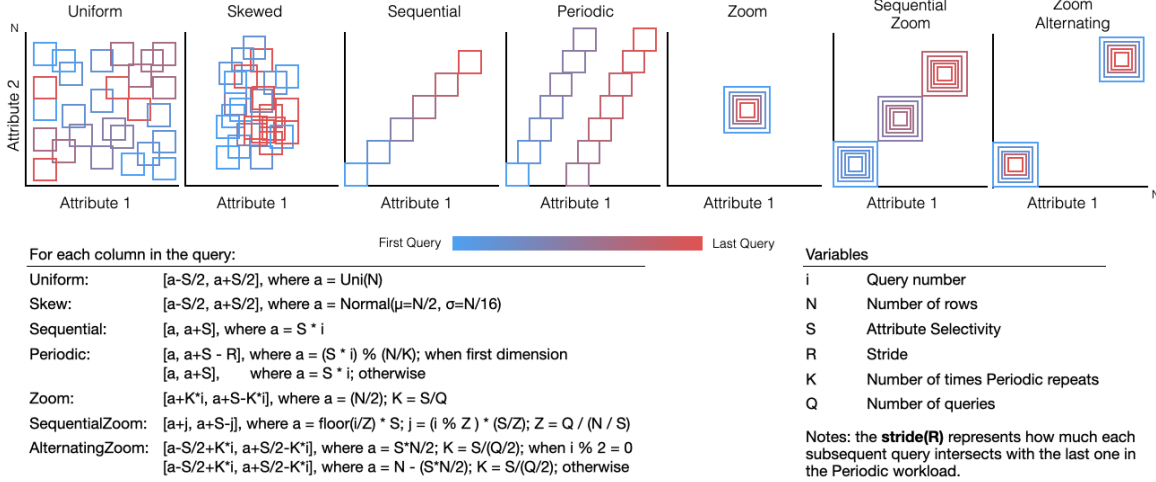 Uniform
Skewed
Sequential
Periodic
Zoom
Sequential
Zoom
Zoom
Alternating
N
Attribute 2
Attribute 1
Attribute 1
Attribute 1
Attribute 1
Attribute 1
Attribute 1
Attribute 1
N
First Query
Last Query
For each column in the query:
Uniform: [a-S/2, a+S/2], where a = Uni(N)
Skew: [a-S/2, a+S/2], where a = Normal(μ=N/2, σ=N/16)
Sequential: [a, a+S], where a = S * i
Periodic: [a, a+S - R], where a = (S * i) % (N/K); when first dimension
[a, a+S], where a = S * i; otherwise
Zoom: [a+K*i, a+S-K*i], where a = (N/2); K = S/Q
SequentialZoom: [a+j, a+S-j], where a = floor(i/Z) * S; j = (i % Z ) * (S/Z); Z = Q / (N / S)
AlternatingZoom: [a-S/2+K*i, a+S/2-K*i], where a = S*N/2; K = S/(Q/2); when i % 2 = 0
[a-S/2+K*i, a+S/2-K*i], where a = N - (S*N/2); K = S/(Q/2); otherwise
Variables
i Query number
N Number of rows
S Attribute Selectivity
R Stride
K Number of times Periodic repeats
Q Number of queries
Notes: the stride(R) represents how much each
subsequent query intersects with the last one in
the Periodic workload.